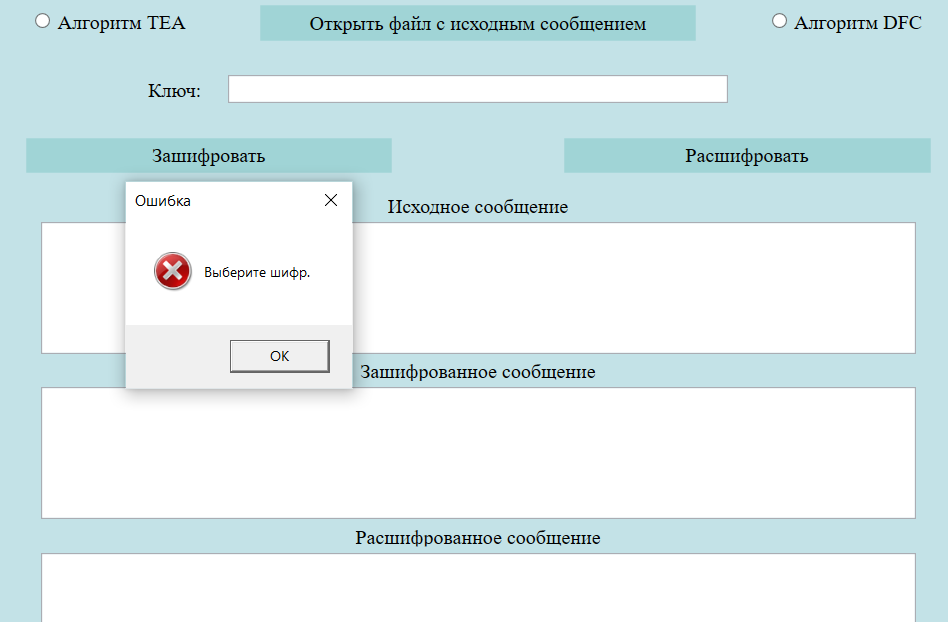 Алгоритм TEA
Открыть файл с исходным сообщением
Алгоритм DFC
Ключ:
Зашифровать
Расшифровать
Ошибка
Выберите шифр.
OK
Исходное сообщение
Зашифрованное сообщение
Расшифрованное сообщение